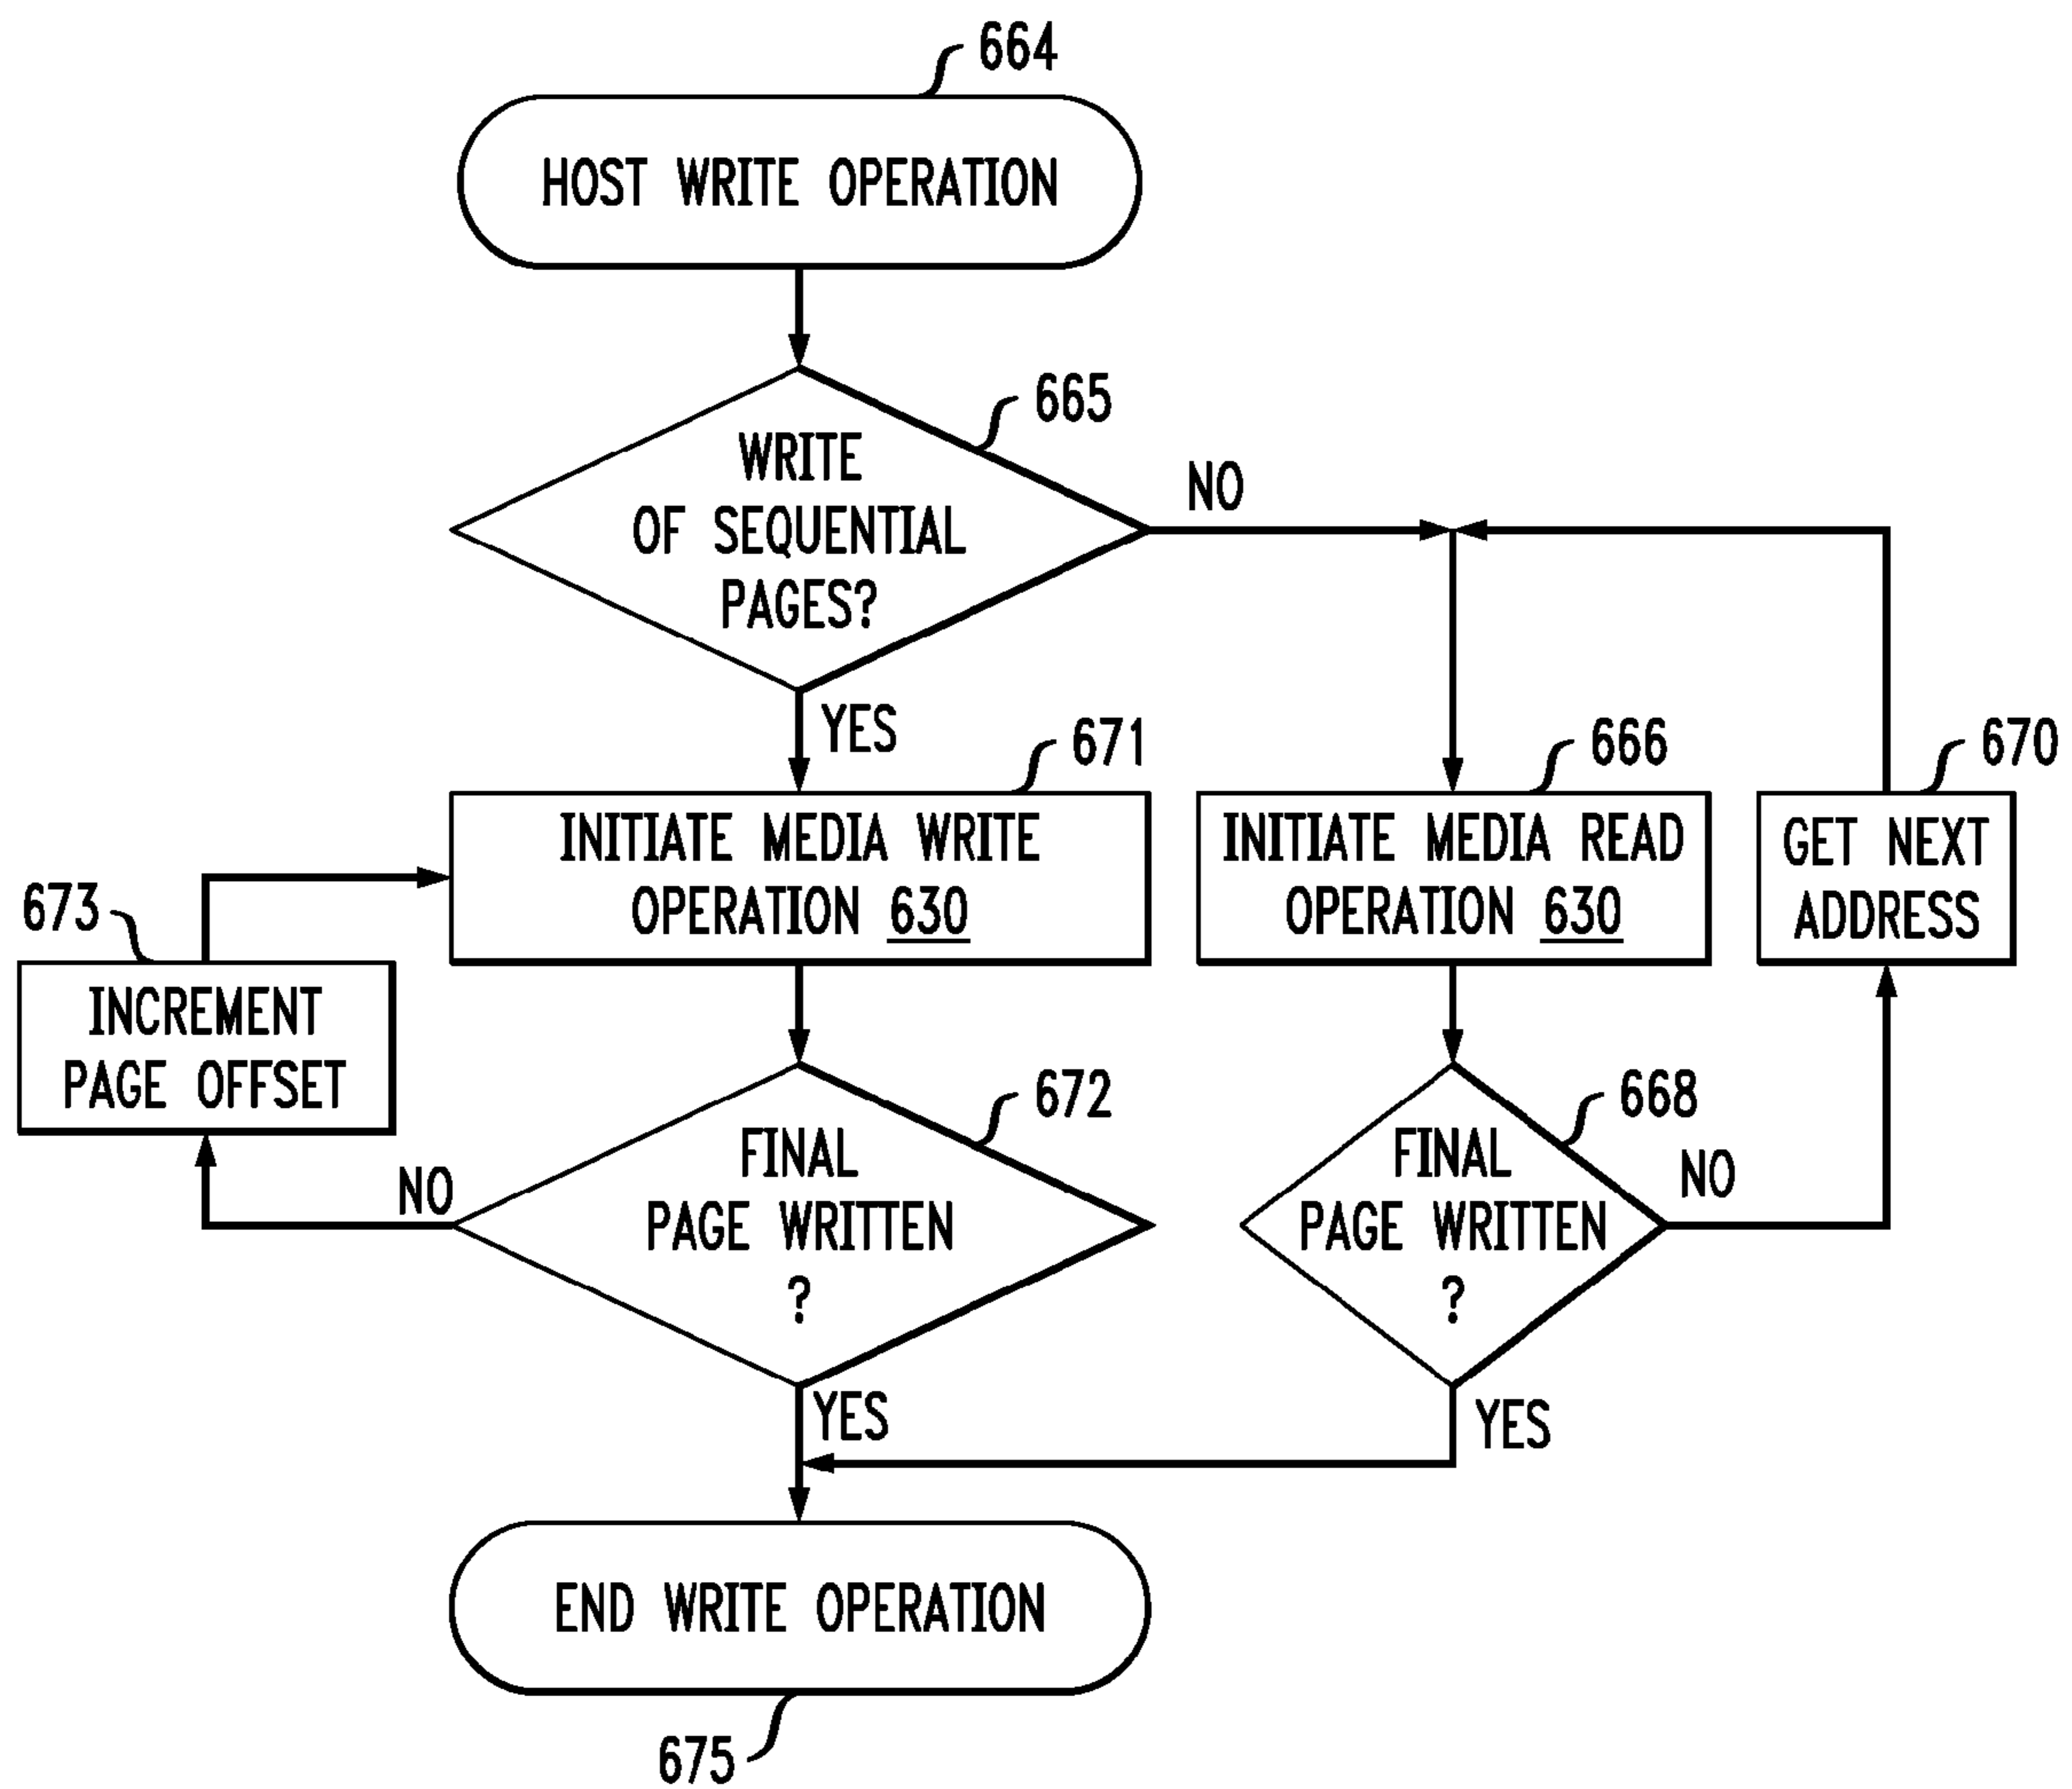 664
HOST WRITE OPERATION
665
WRITE
OF SEQUENTIAL
PAGES?
NO
YES
671
INITIATE MEDIA WRITE
OPERATION 630
666
INITIATE MEDIA READ
OPERATION 630
670
GET NEXT
ADDRESS
673
INCREMENT
PAGE OFFSET
672
FINAL
PAGE WRITTEN
?
NO
YES
668
FINAL
PAGE WRITTEN
?
NO
YES
END WRITE OPERATION
675